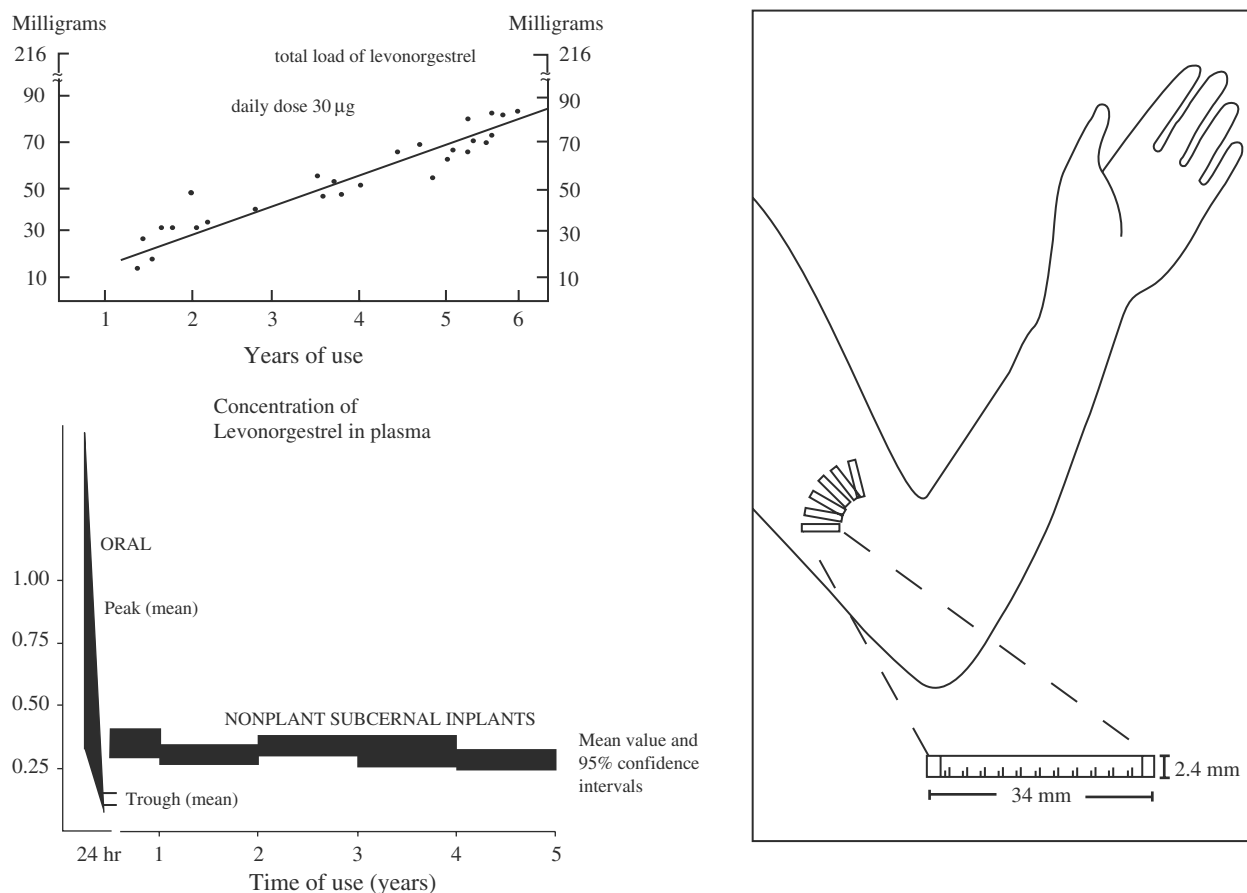 Milligrams
Milligrams
216
total load of levonorgestrel
216
90
daily dose 30 µg
90
70
70
50
50
30
30
10
10
1 2 3 4 5 6
Years of use
Concentration of
Levonorgestrel in plasma
ORAL
1.00
Peak (mean)
0.75
0.50
NONPLANT SUBCERNAL INPLANTS
Mean value and
95% confidence
intervals
0.25
Trough (mean)
24 hr 1 2 3 4 5
Time of use (years)
2.4 mm
34 mm